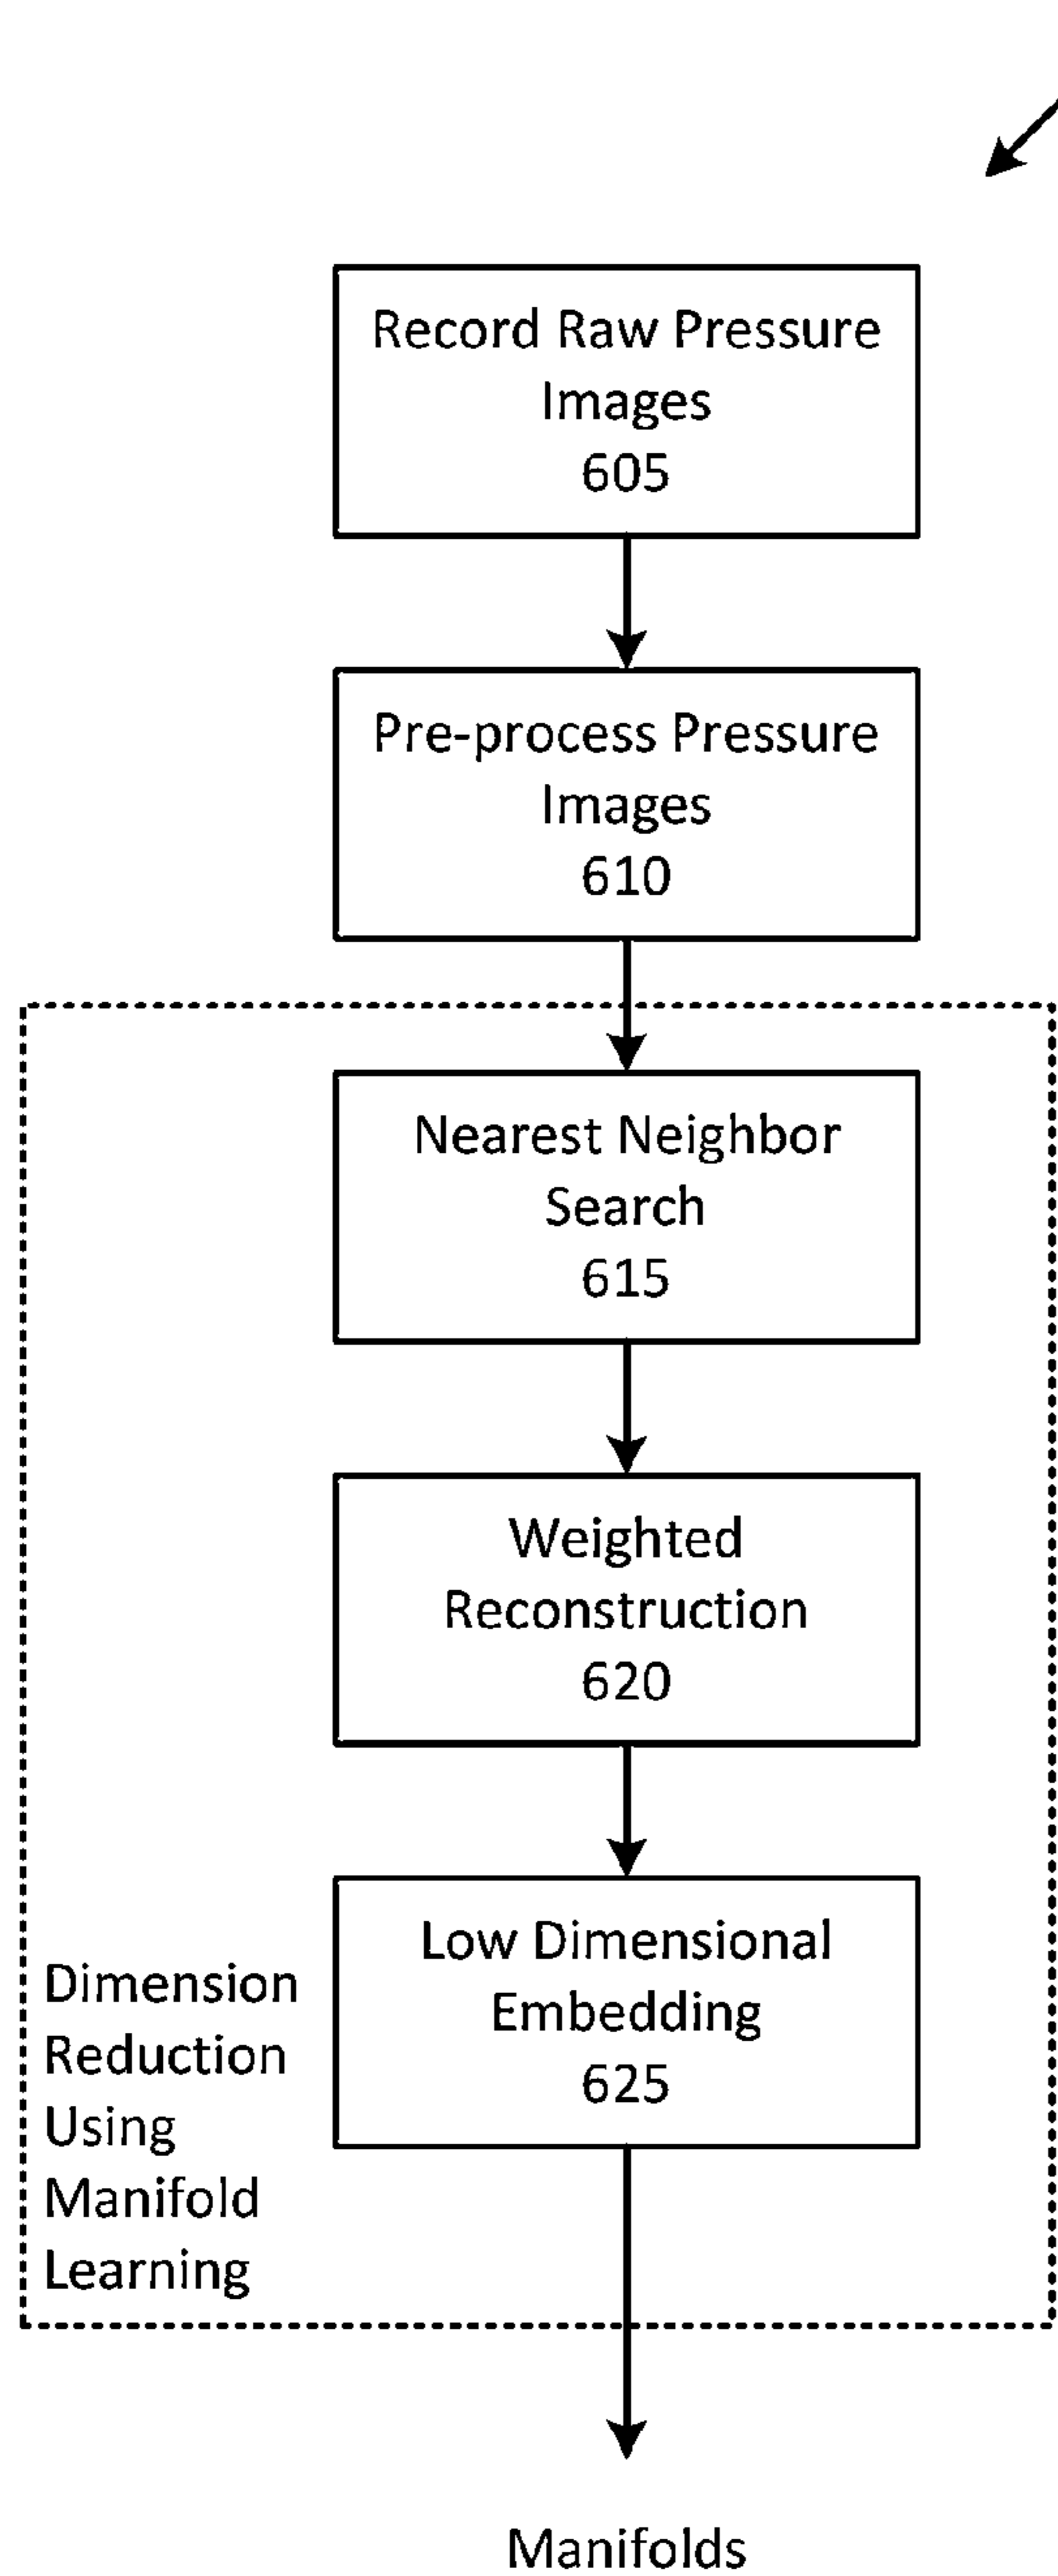 Record Raw Pressure
Images
605
Pre-process Pressure
Images
610
Nearest Neighbor
Search
615
Weighted
Reconstruction
620
Low Dimensional
Embedding
625
Dimension
Reduction
Using
Manifold
Learning
Manifolds